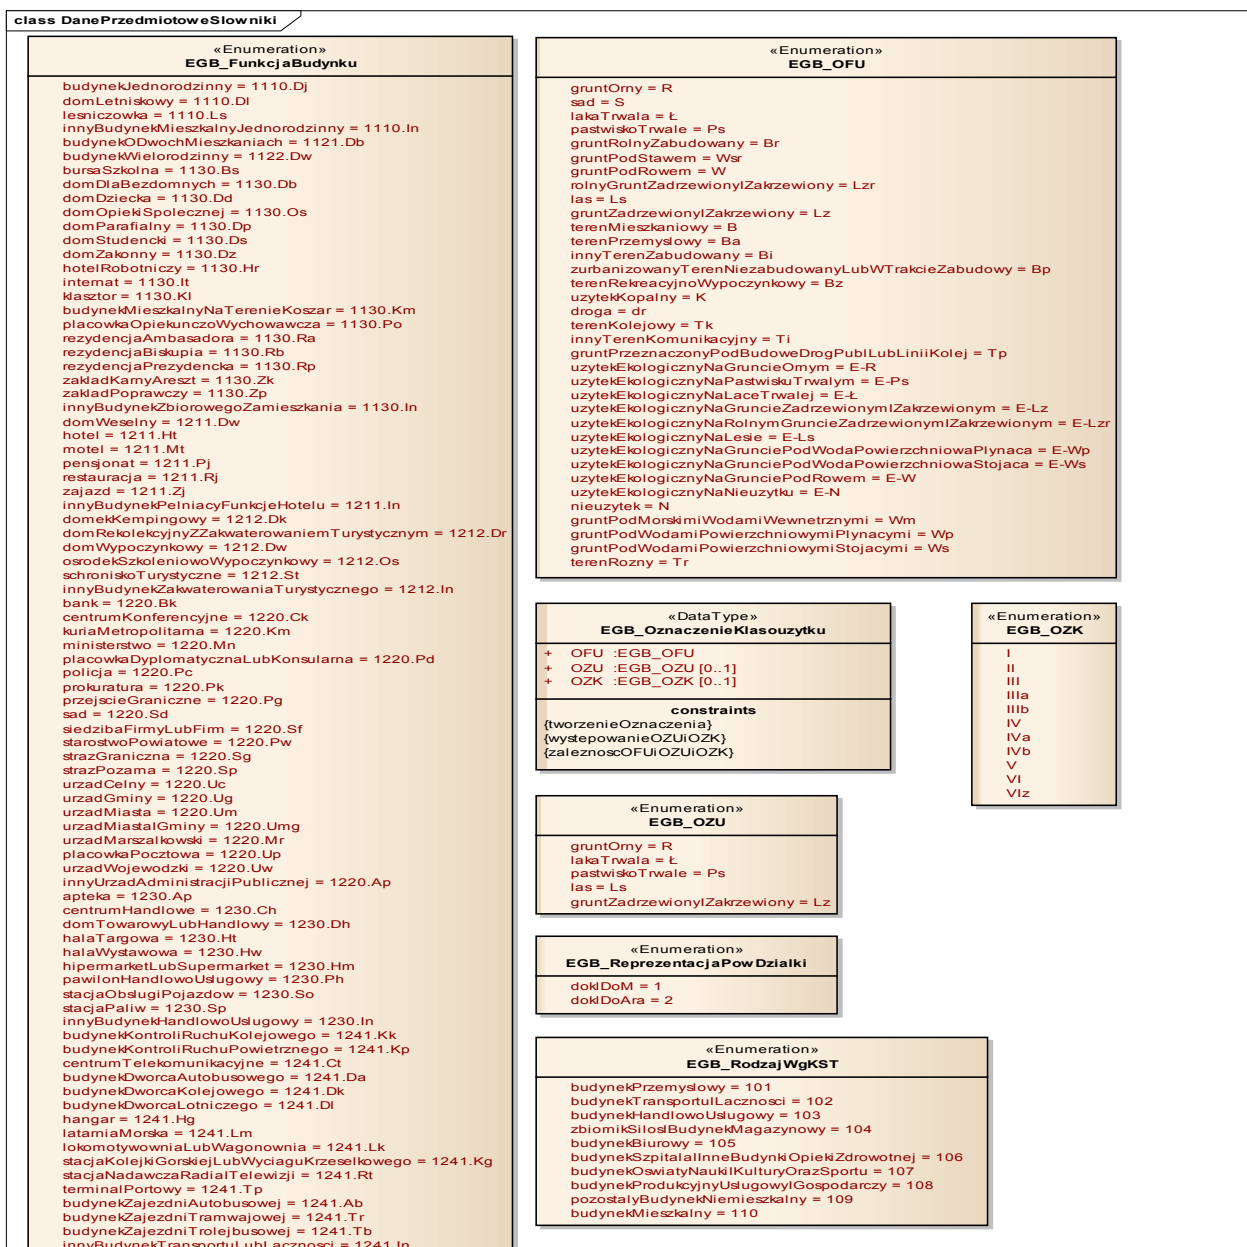 class DanePrzedmiotoweSlowniki
«Enumeration»
EGB_FunkcjaBudynku
budynekJednorodzinny = 1110.Dj
domLetniskowy = 1110.Dl
lesniczowka = 1110.Ls
innyBudynekMieszkalnyJednorodzinny = 1110.In
budynekODwochMieszkaniach = 1121.Db
budynekWielorodzinny = 1122.Dw
bursaSzkolna = 1130.Bs
domDlaBezdomnych = 1130.Db
domDziecka = 1130.Dd
domOpiekiSpolecznej = 1130.Os
domParafialny = 1130.Dp
domStudencki = 1130.Ds
domZakonny = 1130.Dz
hotelRobotniczy = 1130.Hr
internat = 1130.It
klasztor = 1130.Kl
budynekMieszkalnyNaTerenieKoszar = 1130.Km
placowkaOpiekunczoWychowawcza = 1130.Po
rezydencjaAmbasadora = 1130.Ra
rezydencjaBiskupia = 1130.Rb
rezydencjaPrezydencka = 1130.Rp
zakladKarnyAreszt = 1130.Zk
zakladPoprawczy = 1130.Zp
innyBudynekZbiorowegoZamieszkania = 1130.In
domWeselny = 1211.Dw
hotel = 1211.Ht
motel = 1211.Mt
pensjonat = 1211.Pj
restauracja = 1211.Rj
zajazd = 1211.Zj
innyBudynekPelniacyFunkcjeHotelu = 1211.In
domekKempingowy = 1212.Dk
domRekolekcyjnyZZakwaterowaniemTurystycznym = 1212.Dr
domWypoczynkowy = 1212.Dw
osrodekSzkoleniowoWypoczynkowy = 1212.Os
schroniskoTurystyczne = 1212.St
innyBudynekZakwaterowaniaTurystycznego = 1212.In
bank = 1220.Bk
centrumKonferencyjne = 1220.Ck
kuriaMetropolitarna = 1220.Km
ministerstwo = 1220.Mn
placowkaDyplomatycznaLubKonsularna = 1220.Pd
policja = 1220.Pc
prokuratura = 1220.Pk
przejscieGraniczne = 1220.Pg
sad = 1220.Sd
siedzibaFirmyLubFirm = 1220.Sf
starostwoPowiatowe = 1220.Pw
strazGraniczna = 1220.Sg
strazPozarna = 1220.Sp
urzadCelny = 1220.Uc
urzadGminy = 1220.Ug
urzadMiasta = 1220.Um
urzadMiastaIGminy = 1220.Umg
urzadMarszalkowski = 1220.Mr
placowkaPocztowa = 1220.Up
urzadWojewodzki = 1220.Uw
innyUrzadAdministracjiPublicznej = 1220.Ap
apteka = 1230.Ap
centrumHandlowe = 1230.Ch
domTowarowyLubHandlowy = 1230.Dh
halaTargowa = 1230.Ht
halaWystawowa = 1230.Hw
hipermarketLubSupermarket = 1230.Hm
pawilonHandlowoUslugowy = 1230.Ph
stacjaObslugiPojazdow = 1230.So
stacjaPaliw = 1230.Sp
innyBudynekHandlowoUslugowy = 1230.In
budynekKontroliRuchuKolejowego = 1241.Kk
budynekKontroliRuchuPowietrznego = 1241.Kp
centrumTelekomunikacyjne = 1241.Ct
budynekDworcaAutobusowego = 1241.Da
budynekDworcaKolejowego = 1241.Dk
budynekDworcaLotniczego = 1241.Dl
hangar = 1241.Hg
latarniaMorska = 1241.Lm
lokomotywowniaLubWagonownia = 1241.Lk
stacjaKolejkiGorskiejLubWyciaguKrzeselkowego = 1241.Kg
stacjaNadawczaRadiaITelewizji = 1241.Rt
terminalPortowy = 1241.Tp
budynekZajezdniAutobusowej = 1241.Ab
budynekZajezdniTramwajowej = 1241.Tr
budynekZajezdniTrolejbusowej = 1241.Tb
innyBudynekTransportuLubLacznosci = 1241.In
«Enumeration»
EGB_OFU
gruntOrny = R
sad = S
lakaTrwala = Ł
pastwiskoTrwale = Ps
gruntRolnyZabudowany = Br
gruntPodStawem = Wsr
gruntPodRowem = W
rolnyGruntZadrzewionyIZakrzewiony = Lzr
las = Ls
gruntZadrzewionyIZakrzewiony = Lz
terenMieszkaniowy = B
terenPrzemyslowy = Ba
innyTerenZabudowany = Bi
zurbanizowanyTerenNiezabudowanyLubWTrakcieZabudowy = Bp
terenRekreacyjnoWypoczynkowy = Bz
uzytekKopalny = K
droga = dr
terenKolejowy = Tk
innyTerenKomunikacyjny = Ti
gruntPrzeznaczonyPodBudoweDrogPublLubLiniiKolej = Tp
uzytekEkologicznyNaGruncieOrnym = E-R
uzytekEkologicznyNaPastwiskuTrwalym = E-Ps
uzytekEkologicznyNaLaceTrwalej = E-Ł
uzytekEkologicznyNaGruncieZadrzewionymIZakrzewionym = E-Lz
uzytekEkologicznyNaRolnymGruncieZadrzewionymIZakrzewionym = E-Lzr
uzytekEkologicznyNaLesie = E-Ls
uzytekEkologicznyNaGruncePodWodaPowierzchniowaPlynaca = E-Wp
uzytekEkologicznyNaGrunciePodWodaPowierzchniowaStojaca = E-Ws
uzytekEkologicznyNaGrunciePodRowem = E-W
uzytekEkologicznyNaNieuzytku = E-N
nieuzytek = N
gruntPodMorskimiWodamiWewnetrznymi = Wm
gruntPodWodamiPowierzchniowymiPlynacymi = Wp
gruntPodWodamiPowierzchniowymiStojacymi = Ws
terenRozny = Tr
«DataType»
EGB_OznaczenieKlasouzytku
+ OFU :EGB_OFU
+ OZU :EGB_OZU [0..1]
+ OZK :EGB_OZK [0..1]
constraints
{tworzenieOznaczenia}
{wystepowanieOZUiOZK}
{zaleznoscOFUiOZUiOZK}
«Enumeration»
EGB_OZK
I
II
III
IIIa
IIIb
IV
IVa
IVb
V
VI
VIz
«Enumeration»
EGB_OZU
gruntOrny = R
lakaTrwala = Ł
pastwiskoTrwale = Ps
las = Ls
gruntZadrzewionyIZakrzewiony = Lz
«Enumeration»
EGB_ReprezentacjaPowDzialki
doklDoM = 1
doklDoAra = 2
«Enumeration»
EGB_RodzajWgKST
budynekPrzemyslowy = 101
budynekTransportuILacznosci = 102
budynekHandlowoUslugowy = 103
zbiornikSilosIBudynekMagazynowy = 104
budynekBiurowy = 105
budynekSzpitalaIInneBudynkiOpiekiZdrowotnej = 106
budynekOswiatyNaukiIKulturyOrazSportu = 107
budynekProdukcyjnyUslugowyIGospodarczy = 108
pozostalyBudynekNiemieszkalny = 109
budynekMieszkalny = 110